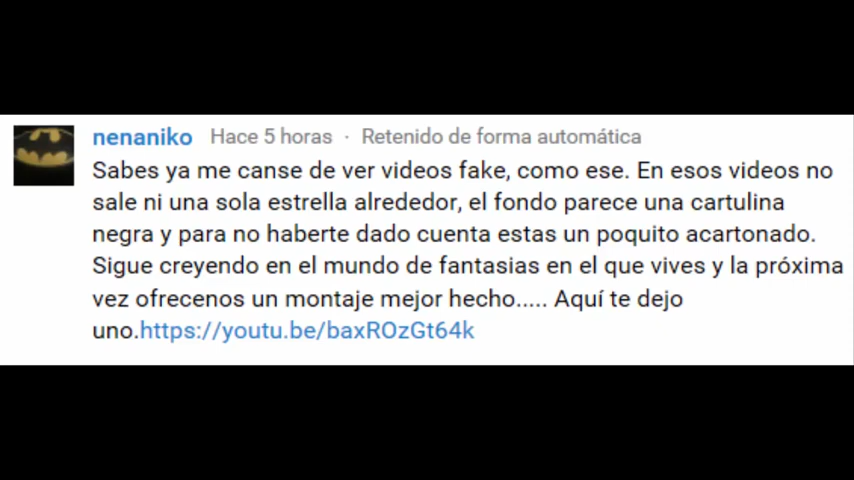 nenaniko Hace 5 horas · Retenido de forma automática
Sabes ya me canse de ver videos fake, como ese. En esos videos no
sale ni una sola estrella alrededor, el fondo parece una cartulina
negra y para no haberte dado cuenta estas un poquito acartonado.
Sigue creyendo en el mundo de fantasias en el que vives y la próxima
vez ofrecenos un montaje mejor hecho..... Aquí te dejo
uno.https://youtu.be/baxROzGt64k